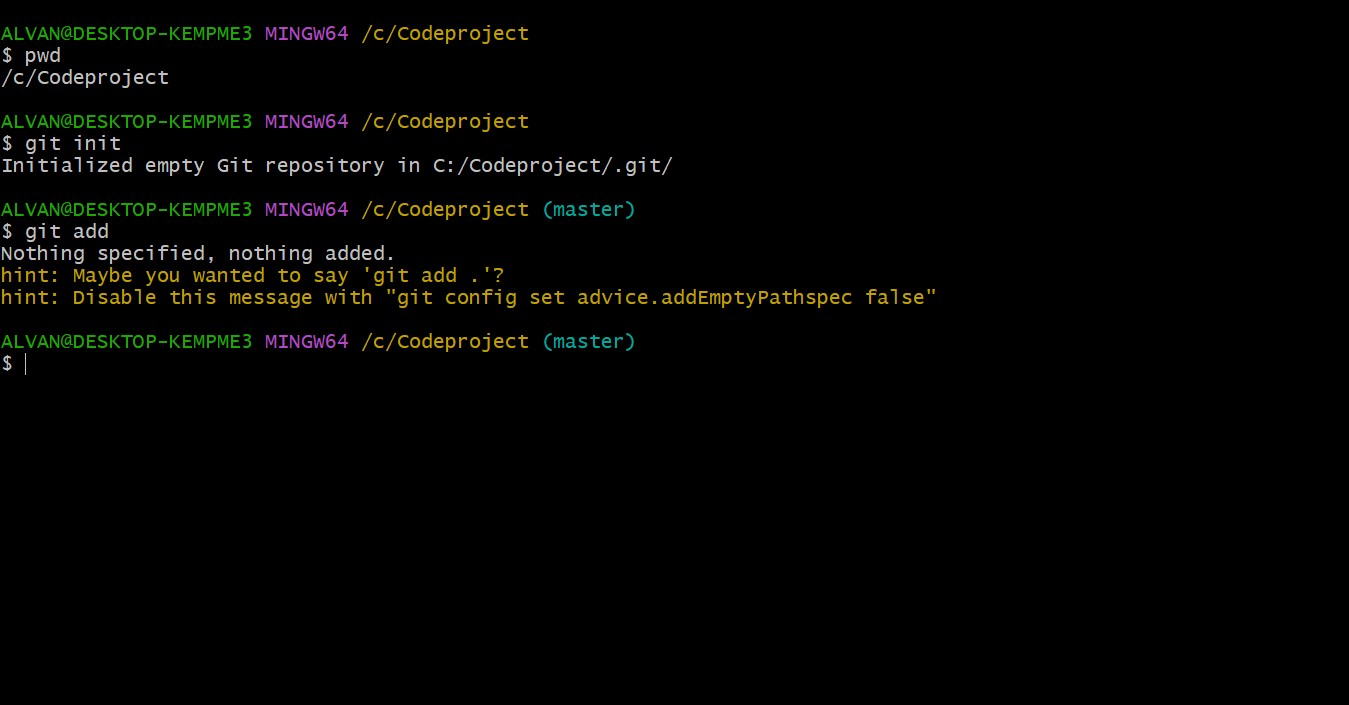 ALVAN@DESKTOP-KEMPME3 MINGW64 /c/Codeproject
$ pwd
/c/Codeproject
ALVAN@DESKTOP-KEMPME3 MINGW64 /c/Codeproject
$ git init
Initialized empty Git repository in C:/Codeproject/.git/
ALVAN@DESKTOP-KEMPME3 MINGW64 /c/Codeproject (master)
$ git add
Nothing specified, nothing added.
hint: Maybe you wanted to say 'git add .'?
hint: Disable this message with "git config set advice.addEmptyPathspec false"
ALVAN@DESKTOP-KEMPME3 MINGW64 /c/Codeproject (master)
$